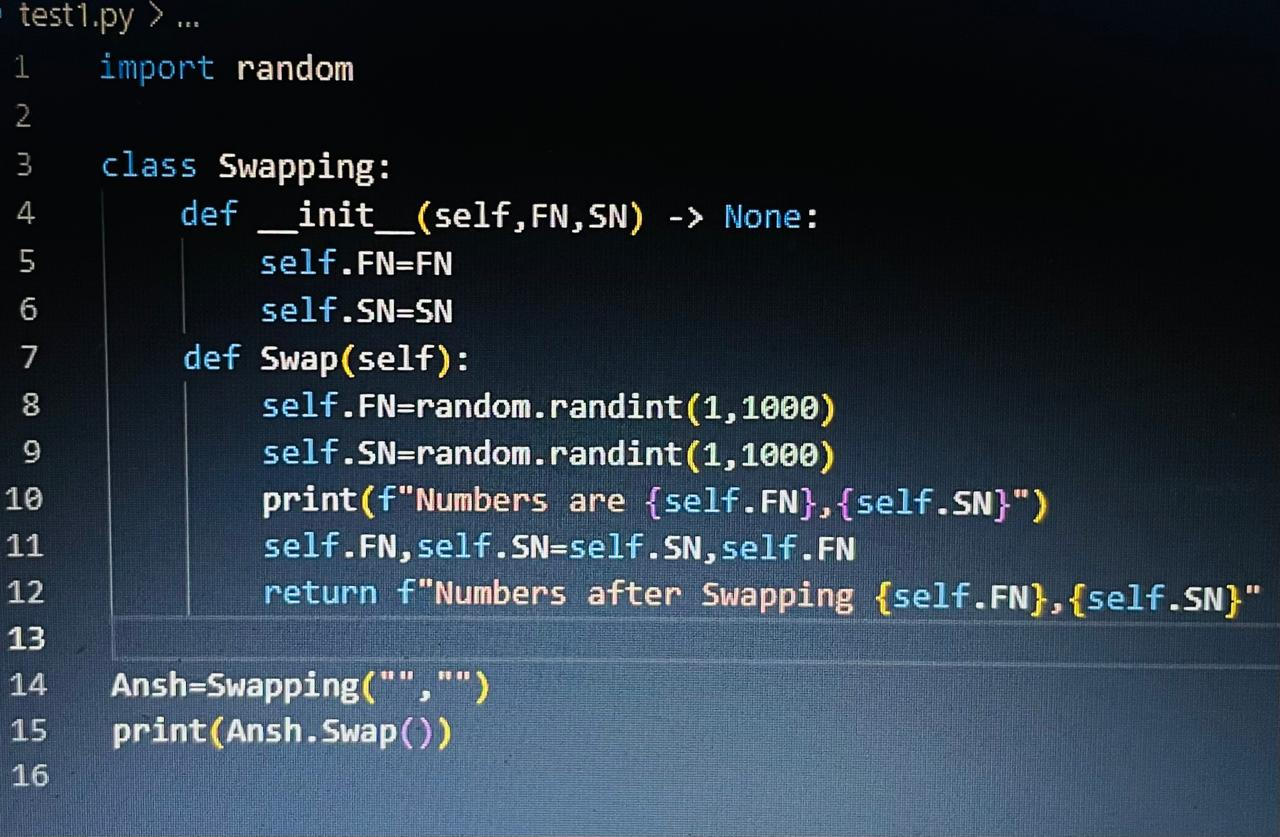 test1.py > ...
1 import random
2
3 class Swapping:
4     def __init__(self,FN,SN) -> None:
5         self.FN=FN
6         self.SN=SN
7     def Swap(self):
8         self.FN=random.randint(1,1000)
9         self.SN=random.randint(1,1000)
10         print(f"Numbers are {self.FN},{self.SN}")
11         self.FN,self.SN=self.SN,self.FN
12         return f"Numbers after Swapping {self.FN},{self.SN}"
13
14 Ansh=Swapping("","")
15 print(Ansh.Swap())
16